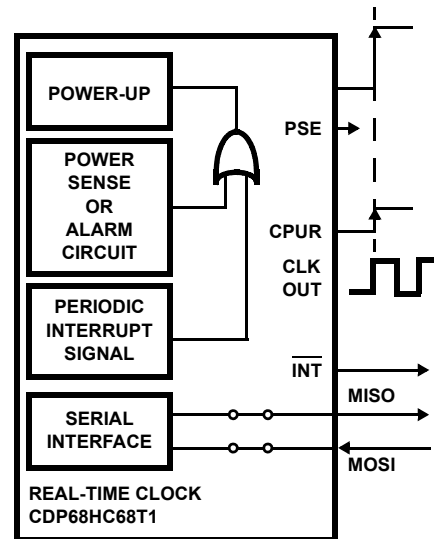 POWER-UP
PSE
POWER
SENSE
OR
ALARM
CIRCUIT
CPUR
CLK
OUT
PERIODIC
INTERRUPT
SIGNAL
INT
MISO
SERIAL
INTERFACE
MOSI
REAL-TIME CLOCK
CDP68HC68T1